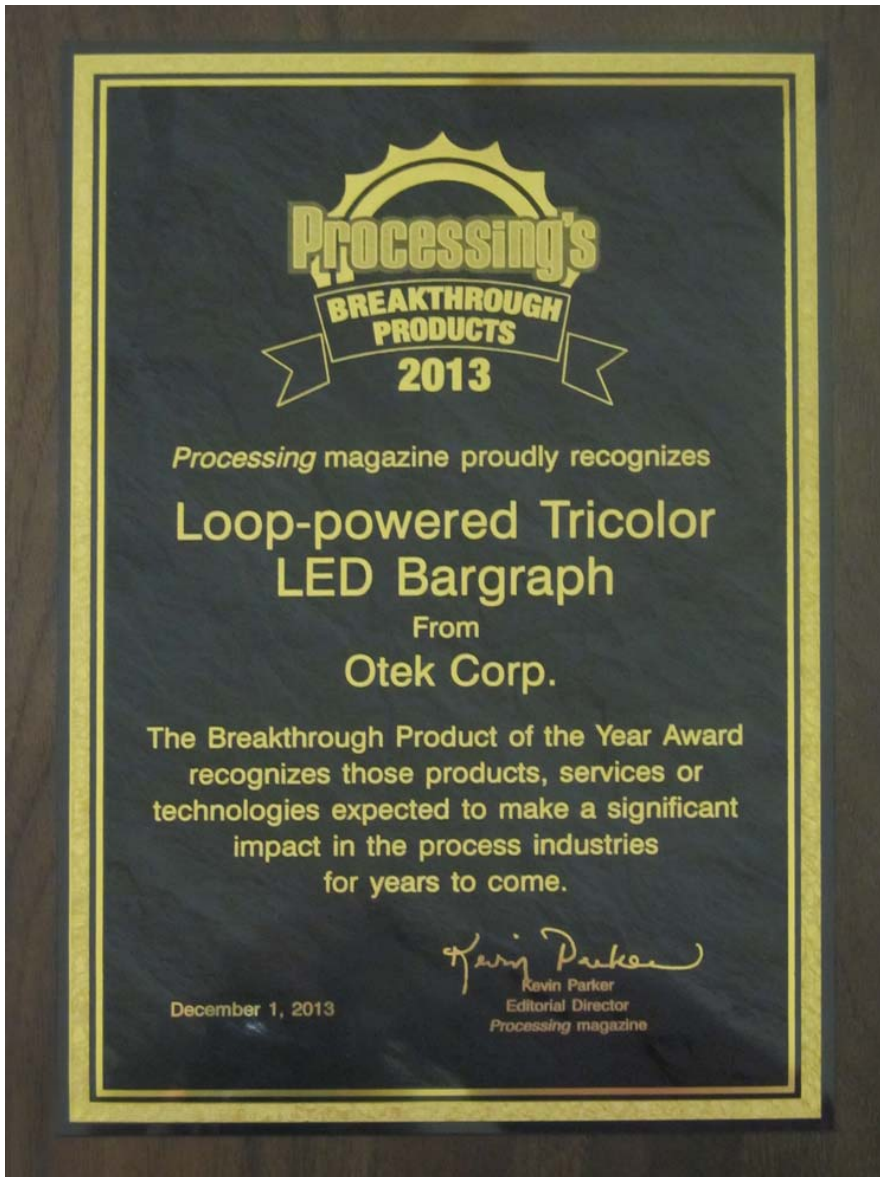 Processing's
BREAKTHROUGH
PRODUCTS
2013
Processing magazine proudly recognizes
Loop-powered Tricolor
LED Bargraph
From
Otek Corp.
The Breakthrough Product of the Year Award
recognizes those products, services or
technologies expected to make a significant
impact in the process industries
for years to come.
Kevin Parker
Kevin Parker
Editorial Director
Processing magazine
December 1, 2013